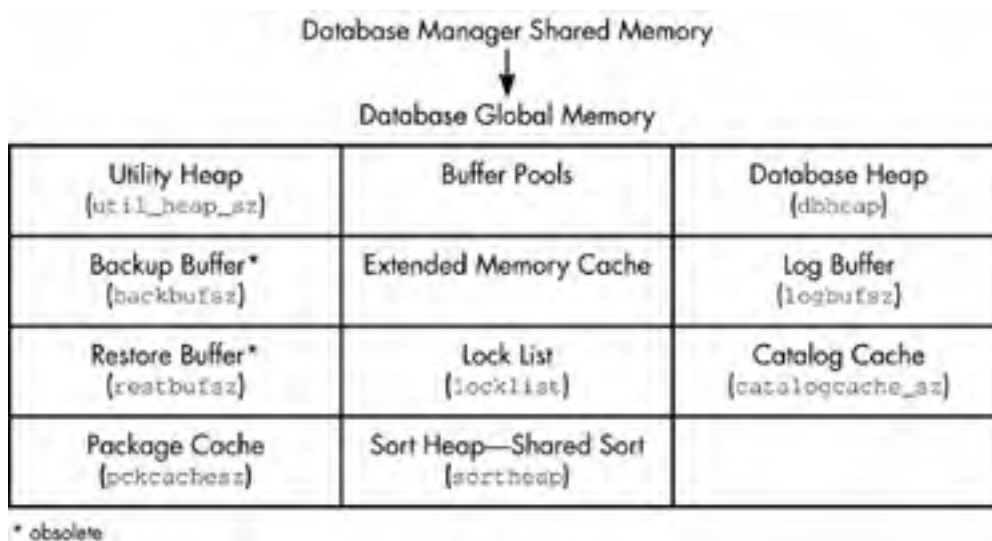 Database Manager Shared Memory
Database Global Memory
Utility Heap
(util_heap_sz)
Buffer Pools
Database Heap
(dbheap)
Backup Buffer*
(backbufsz)
Extended Memory Cache
Log Buffer
(logbufsz)
Restore Buffer*
(restbufsz)
Lock List
(locklist)
Catalog Cache
(catalogcache_sz)
Package Cache
(pckcachesz)
Sort Heap—Shared Sort
(sortheap)
* obsolete